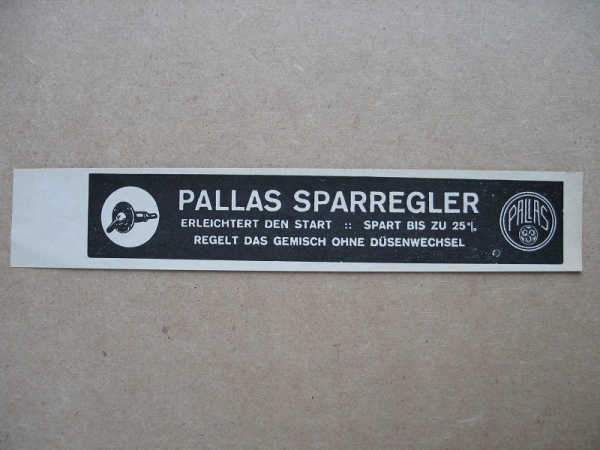 PALLAS SPARREGLER
ERLEICHTERT DEN START :: SPART BIS ZU 25%
REGELT DAS GEMISCH OHNE DÜSENWECHSEL
PALLAS